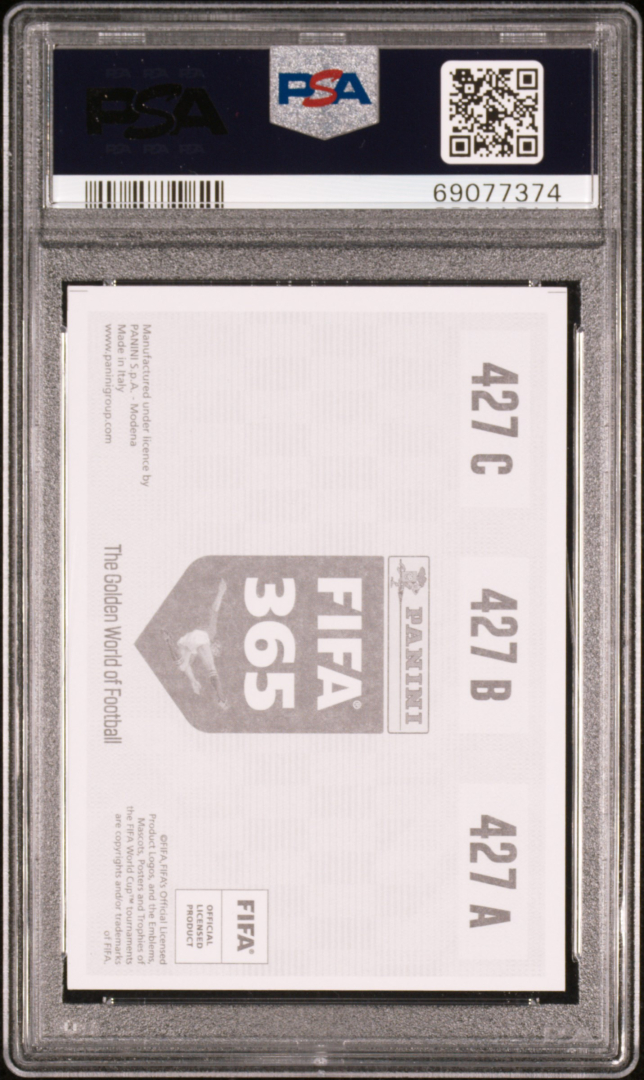 PSA
PSA
69077374
427 C
427 B
427 A
PANINI
FIFA®
365
The Golden World of Football
Manufactured under licence by
PANINI S.p.A. - Modena
Made in Italy
www.paninigroup.com
FIFA®
OFFICIAL
LICENSED
PRODUCT
©FIFA, FIFA's Official Licensed
Product Logos, and the Emblems,
Mascots, Posters and Trophies of
the FIFA World Cup™ tournaments
are copyrights and/or trademarks
of FIFA.